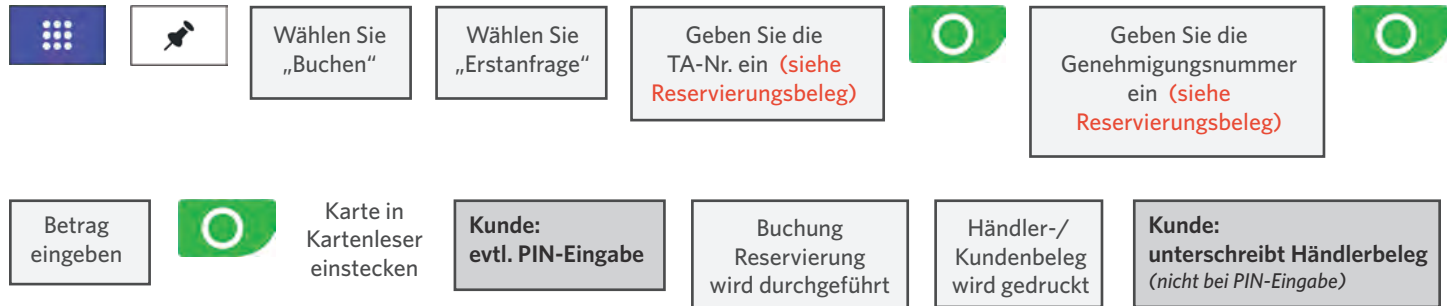 Wählen Sie
„Buchen“
Wählen Sie
„Erstanfrage“
Geben Sie die
TA-Nr. ein (siehe
Reservierungsbeleg)
Geben Sie die
Genehmigungsnummer
ein (siehe
Reservierungsbeleg)
Betrag
eingeben
Karte in
Kartenleser
einstecken
Kunde:
evtl. PIN-Eingabe
Buchung
Reservierung
wird durchgeführt
Händler-/
Kundenbeleg
wird gedruckt
Kunde:
unterschreibt Händlerbeleg
(nicht bei PIN-Eingabe)